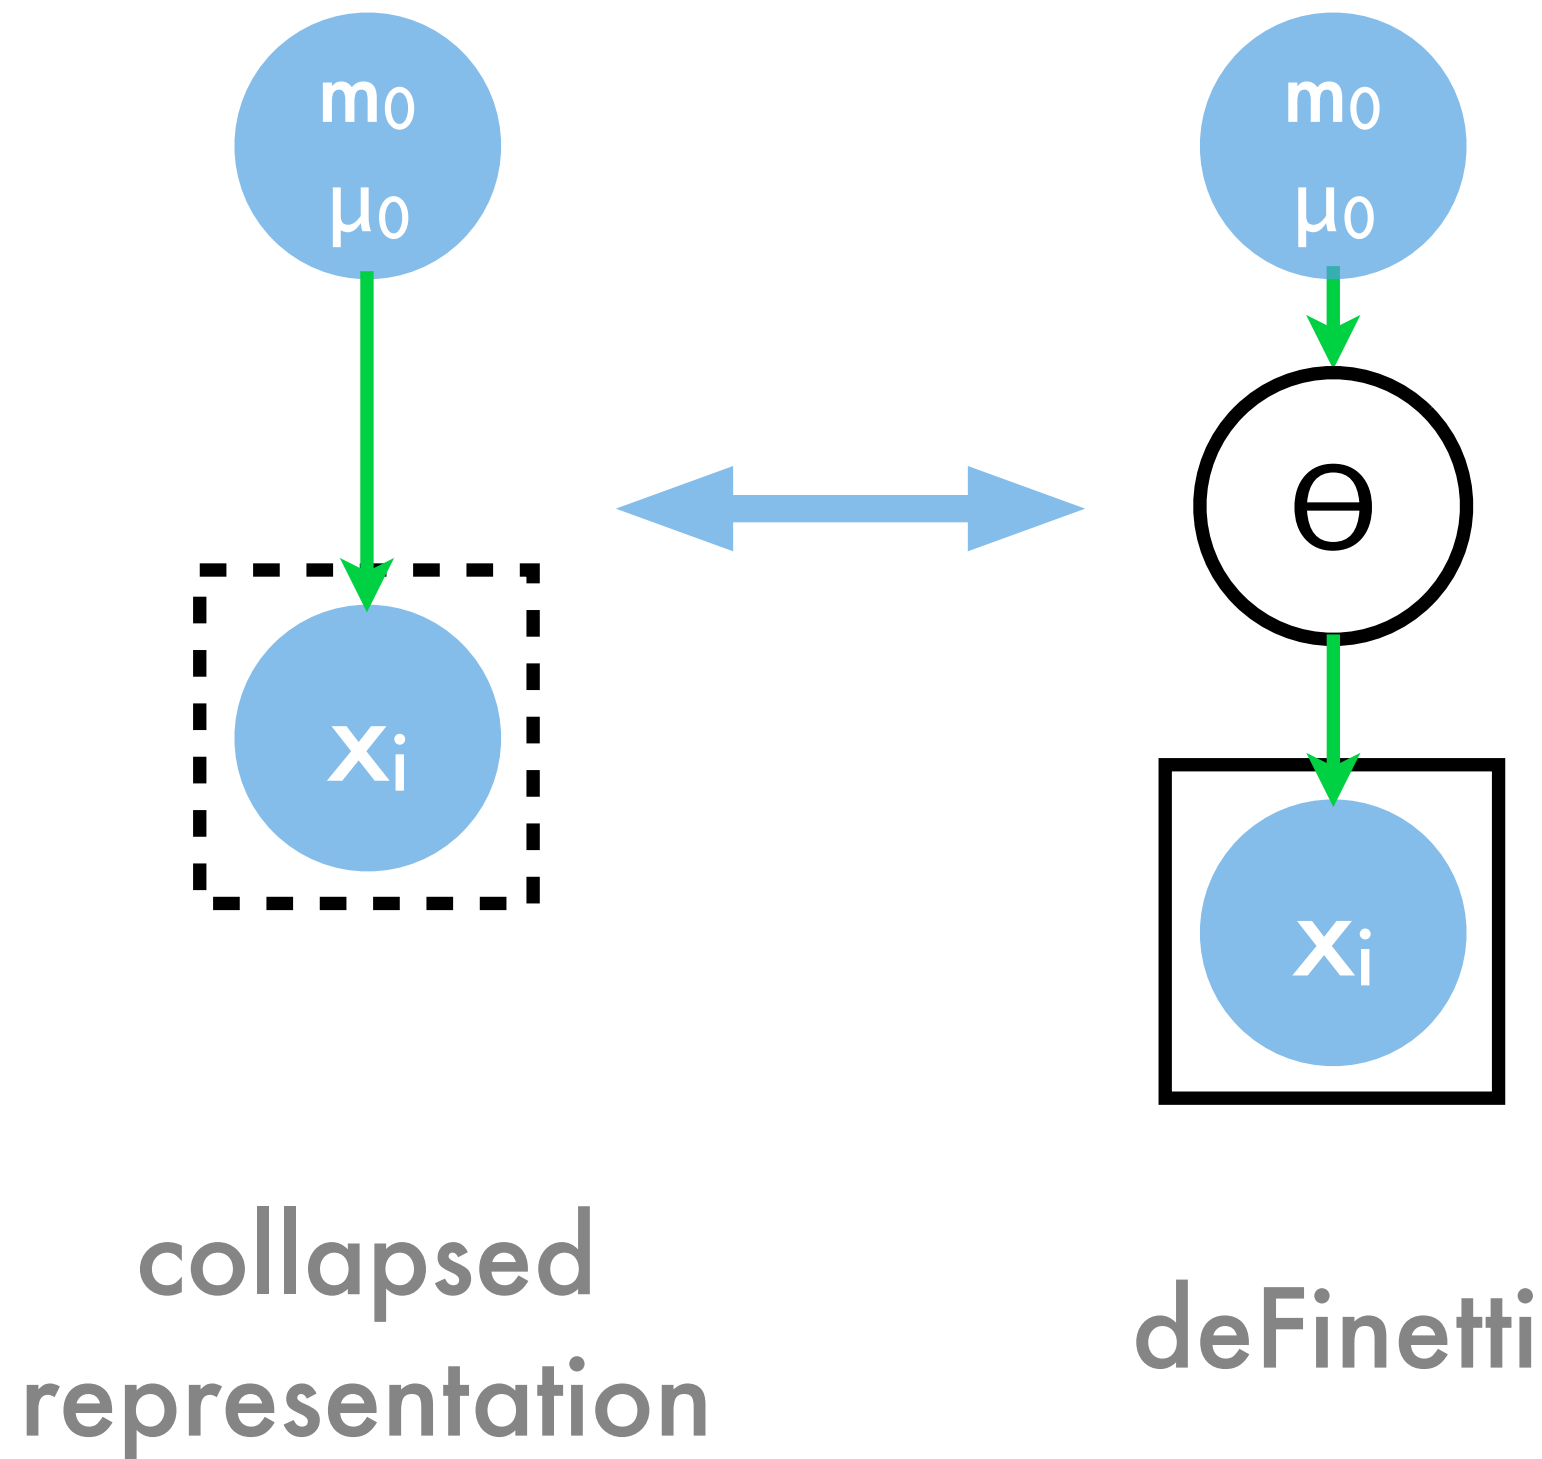 m₀
μ₀
xᵢ
collapsed
representation
m₀
μ₀
Θ
xᵢ
deFinetti